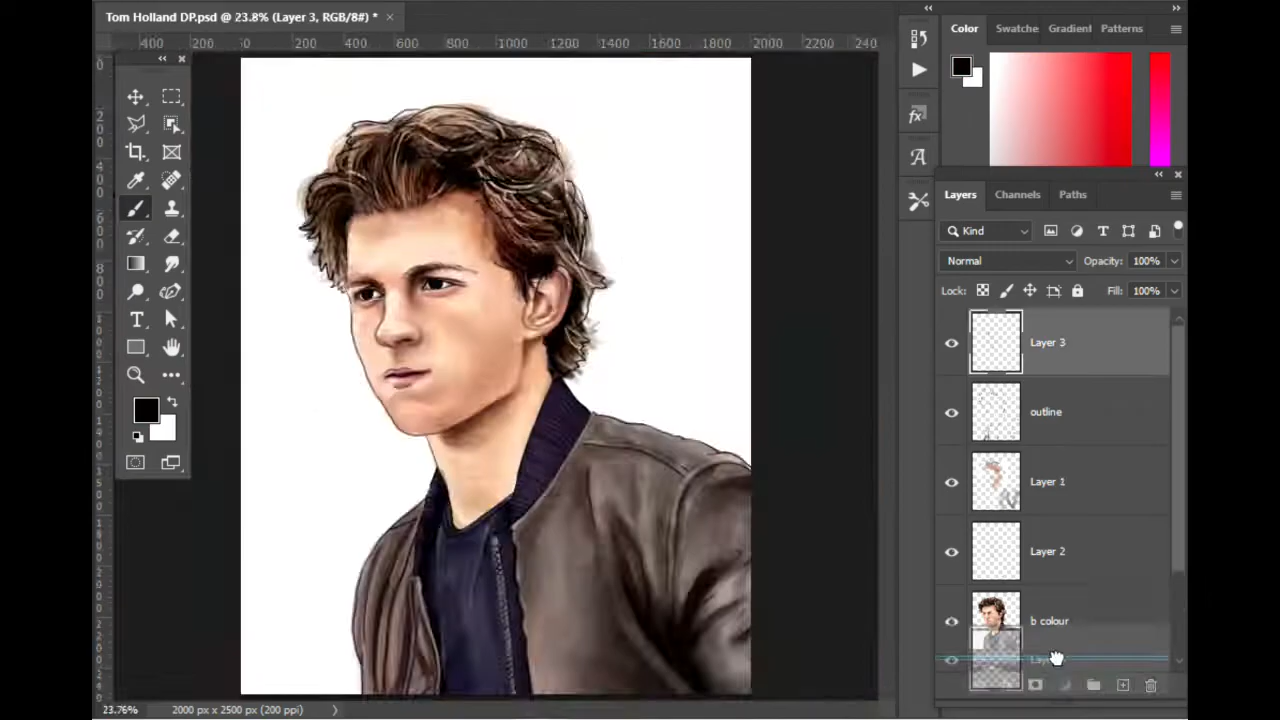 Tom Holland DP.psd @ 23.8% (Layer 3, RGB/8#) *
400 200 0 200 400 600 800 1000 1200 1400 1600 1800 2000 2200 240
Color Swatche Gradient Patterns
Layers Channels Paths
Kind
Normal Opacity: 100%
Lock: Fill: 100%
Layer 3
outline
Layer 1
Layer 2
b colour
23.76% 2000 px x 2500 px (200 ppi)